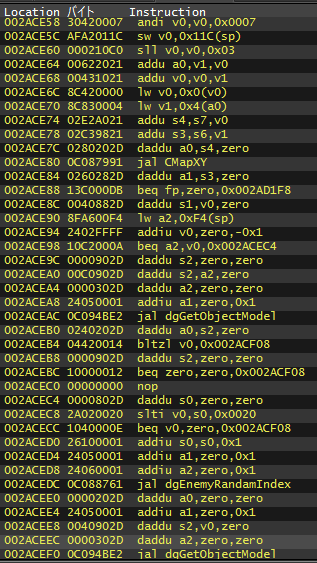 Location バイト Instruction
002ACE58 30420007 andi v0,v0,0x0007
002ACE5C AFA2011C sw v0,0x11C(sp)
002ACE60 000210C0 sll v0,v0,0x03
002ACE64 00622021 addu a0,v1,v0
002ACE68 00431021 addu v0,v0,v1
002ACE6C 8C420000 lw v0,0x0(v0)
002ACE70 8C830004 lw v1,0x4(a0)
002ACE74 02E2A021 addu s4,s7,v0
002ACE78 02C39821 addu s3,s6,v1
002ACE7C 0280202D daddu a0,s4,zero
002ACE80 0C087991 jal CMapXY
002ACE84 0260282D daddu a1,s3,zero
002ACE88 13C000DB beq fp,zero,0x002AD1F8
002ACE8C 0040882D daddu s1,v0,zero
002ACE90 8FA600F4 lw a2,0xF4(sp)
002ACE94 2402FFFF addiu v0,zero,-0x1
002ACE98 10C2000A beq a2,v0,0x002ACEC4
002ACE9C 0000902D daddu s2,zero,zero
002ACEA0 00C0902D daddu s2,a2,zero
002ACEA4 0000302D daddu a2,zero,zero
002ACEA8 24050001 addiu a1,zero,0x1
002ACEAC 0C094BE2 jal dgGetObjectModel
002ACEB0 0240202D daddu a0,s2,zero
002ACEB4 04420014 bltzl v0,0x002ACF08
002ACEB8 0000902D daddu s2,zero,zero
002ACEBC 10000012 beq zero,zero,0x002ACF08
002ACEC0 00000000 nop
002ACEC4 0000802D daddu s0,zero,zero
002ACEC8 2A020020 slti v0,s0,0x0020
002ACECC 1040000E beq v0,zero,0x002ACF08
002ACED0 26100001 addiu s0,s0,0x1
002ACED4 24050001 addiu a1,zero,0x1
002ACED8 24060001 addiu a2,zero,0x1
002ACEDC 0C088761 jal dgEnemyRandamIndex
002ACEE0 0000202D daddu a0,zero,zero
002ACEE4 24050001 addiu a1,zero,0x1
002ACEE8 0040902D daddu s2,v0,zero
002ACEEC 0000302D daddu a2,zero,zero
002ACEF0 0C094BE2 jal dgGetObjectModel